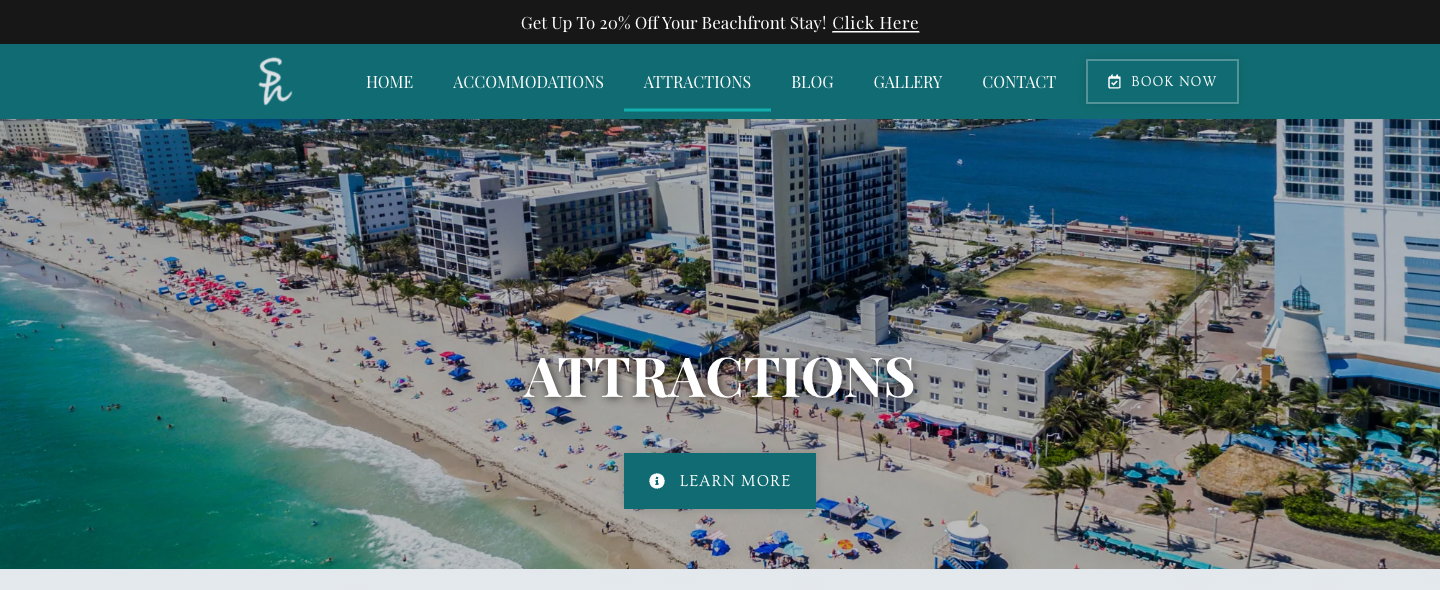 Get Up To 20% Off Your Beachfront Stay! Click Here
Sh
HOME ACCOMMODATIONS ATTRACTIONS BLOG GALLERY CONTACT BOOK NOW
ATTRACTIONS
LEARN MORE